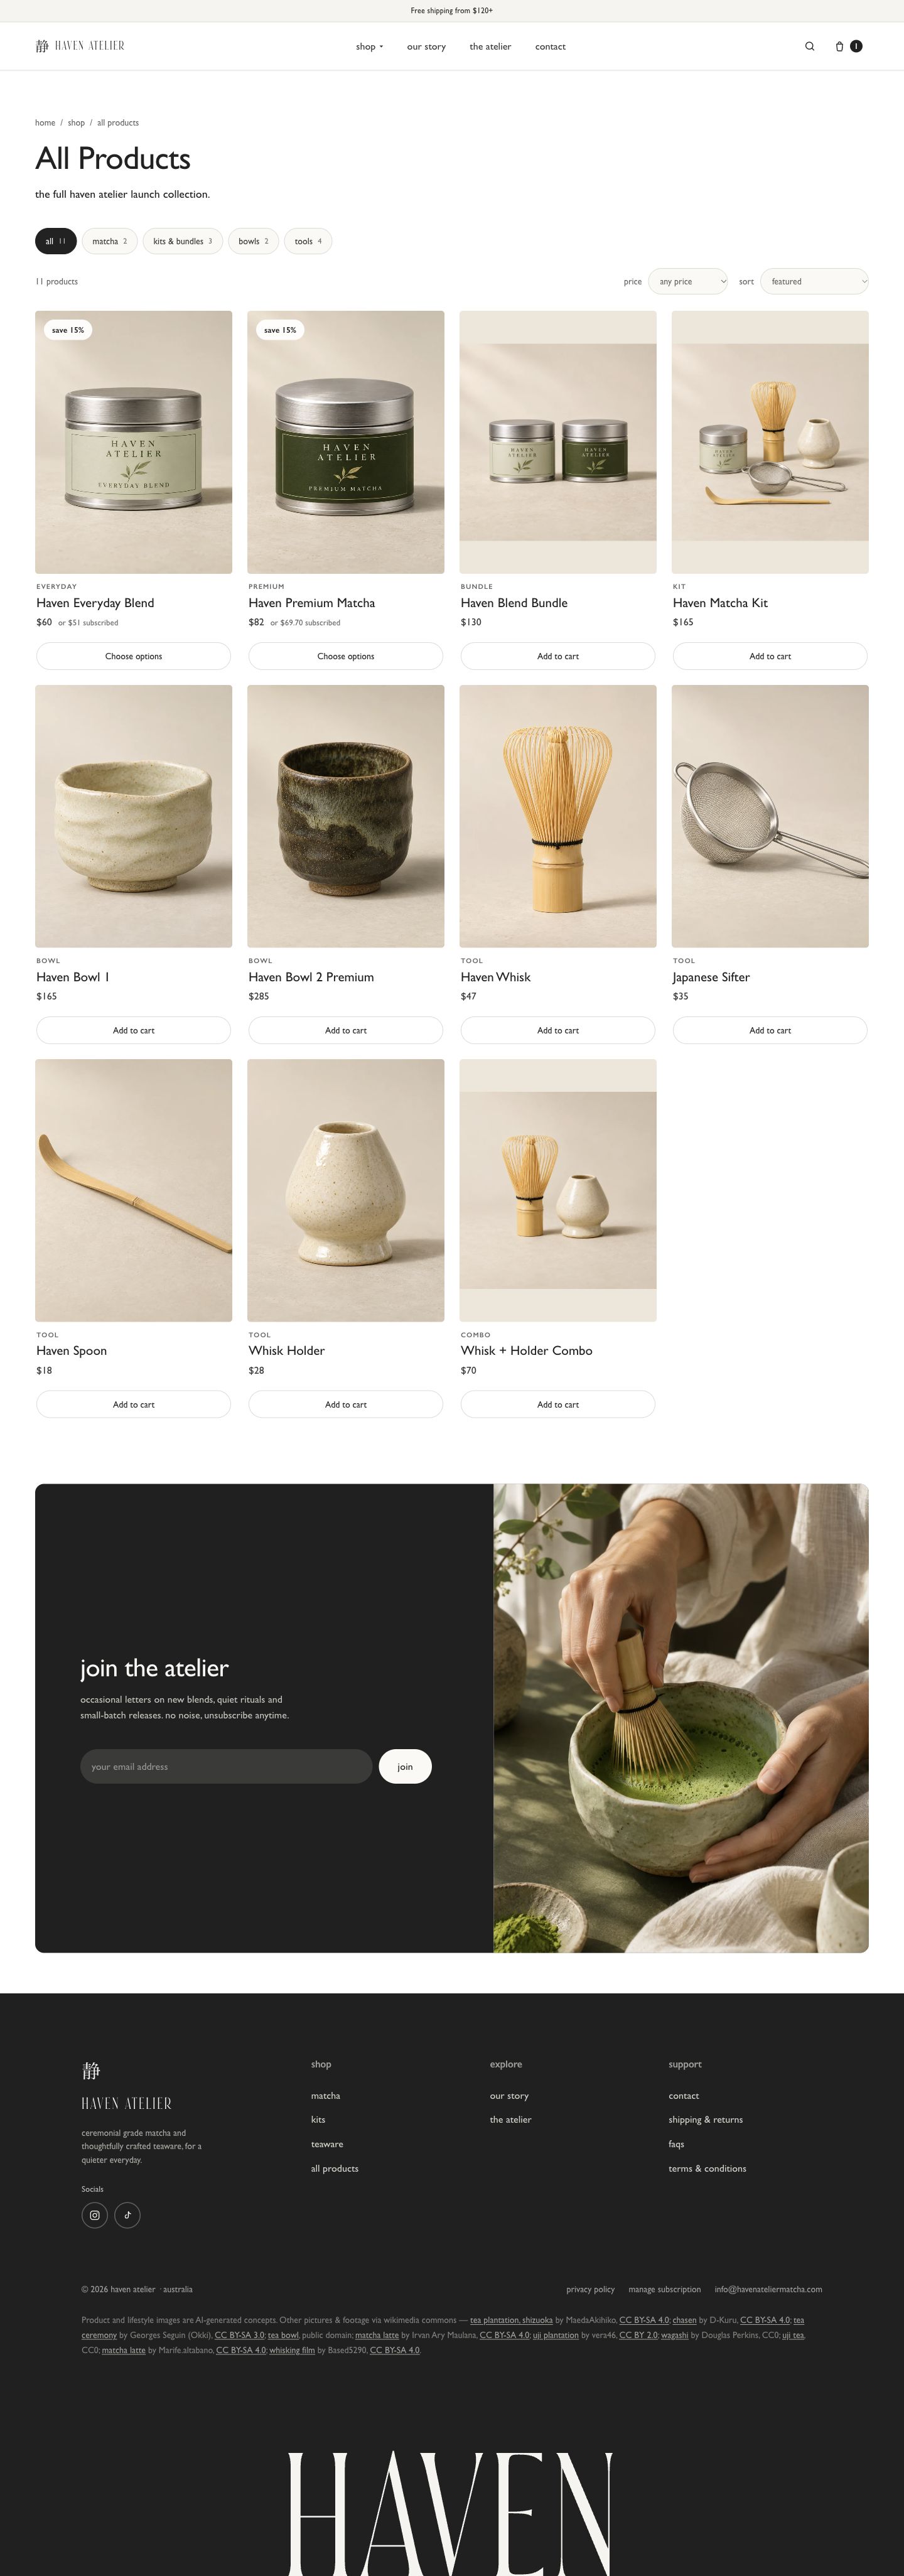 Free shipping from $120+
静 HAVEN ATELIER
shop
our story
the atelier
contact
1
home / shop / all products
All Products
the full haven atelier launch collection.
all 11
matcha 2
kits & bundles 3
bowls 2
tools 4
11 products
price
any price
sort
featured
save 15%
HAVEN
ATELIER
EVERYDAY BLEND
save 15%
HAVEN
ATELIER
PREMIUM MATCHA
HAVEN
ATELIER
HAVEN
ATELIER
HAVEN
ATELIER
EVERYDAY
Haven Everyday Blend
$60 or $51 subscribed
Choose options
PREMIUM
Haven Premium Matcha
$82 or $69.70 subscribed
Choose options
BUNDLE
Haven Blend Bundle
$130
Add to cart
KIT
Haven Matcha Kit
$165
Add to cart
BOWL
Haven Bowl 1
$165
Add to cart
BOWL
Haven Bowl 2 Premium
$285
Add to cart
TOOL
Haven Whisk
$47
Add to cart
TOOL
Japanese Sifter
$35
Add to cart
TOOL
Haven Spoon
$18
Add to cart
TOOL
Whisk Holder
$28
Add to cart
COMBO
Whisk + Holder Combo
$70
Add to cart
join the atelier
occasional letters on new blends, quiet rituals and
small-batch releases. no noise, unsubscribe anytime.
your email address
join
静
HAVEN ATELIER
ceremonial grade matcha and
thoughtfully crafted teaware, for a
quieter everyday.
Socials
shop
matcha
kits
teaware
all products
explore
our story
the atelier
support
contact
shipping & returns
faqs
terms & conditions
© 2026 haven atelier · australia
privacy policy
manage subscription
info@havenateliermatcha.com
Product and lifestyle images are AI-generated concepts. Other pictures & footage via wikimedia commons — tea plantation, shizuoka by MaedaAkihiko, CC BY-SA 4.0; chasen by D-Kuru, CC BY-SA 4.0; tea
ceremony by Georges Seguin (Okki), CC BY-SA 3.0; tea bowl, public domain; matcha latte by Irvan Ary Maulana, CC BY-SA 4.0; uji plantation by vera46, CC BY 2.0; wagashi by Douglas Perkins, CC0; uji tea,
CC0; matcha latte by Marife.altabano, CC BY-SA 4.0; whisking film by Based5290, CC BY-SA 4.0.
HAVEN